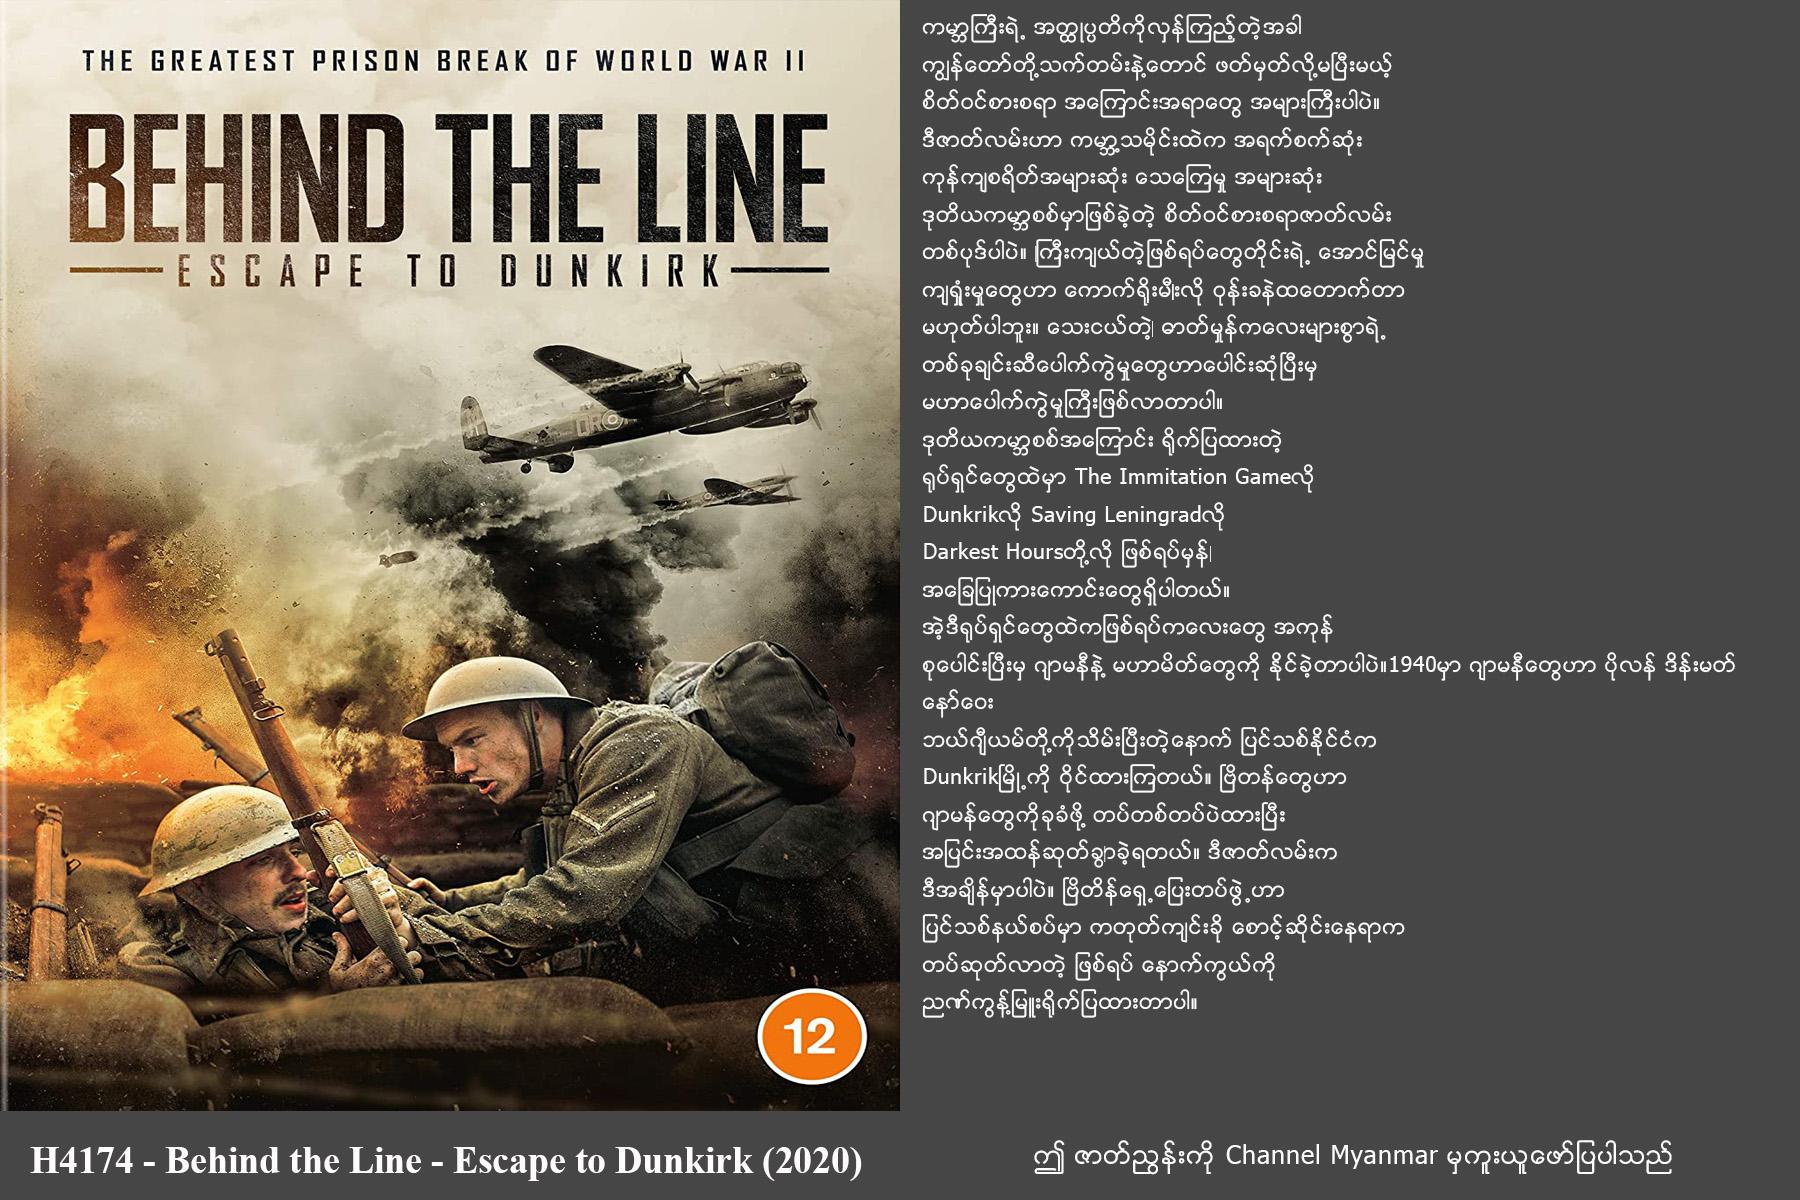 THE GREATEST PRISON BREAK OF WORLD WAR II
BEHIND THE LINE
ESCAPE TO DUNKIRK
12
ကမ္ဘာကြီးရဲ့ အတ္ထုပ္ပတိကိုလှန်ကြည့်တဲ့အခါ
ကျွန်တော်တို့သက်တမ်းနဲ့တောင် ဖတ်မှတ်လို့မပြီးမယ့်
စိတ်ဝင်စားစရာ အကြောင်းအရာတွေ အများကြီးပါပဲ။
ဒီဇာတ်လမ်းဟာ ကမ္ဘာ့သမိုင်းထဲက အရက်စက်ဆုံး
ကုန်ကျစရိတ်အများဆုံး သေကြေမှု အများဆုံး
ဒုတိယကမ္ဘာစစ်မှာဖြစ်ခဲ့တဲ့ စိတ်ဝင်စားစရာဇာတ်လမ်း
တစ်ပုဒ်ပါပဲ။ ကြီးကျယ်တဲ့ဖြစ်ရပ်တွေတိုင်းရဲ့ အောင်မြင်မှု
ကျရှုံးမှုတွေဟာ ကောက်ရိုးမီးလို ဝုန်းခနဲထတောက်တာ
မဟုတ်ပါဘူး။ သေးငယ်တဲ့ ဓာတ်မှုန်ကလေးများစွာရဲ့
တစ်ခုချင်းဆီပေါက်ကွဲမှုတွေဟာပေါင်းဆုံပြီးမှ
မဟာပေါက်ကွဲမှုကြီးဖြစ်လာတာပါ။
ဒုတိယကမ္ဘာစစ်အကြောင်း ရိုက်ပြထားတဲ့
ရုပ်ရှင်တွေထဲမှာ The Immitation Gameလို
Dunkrikလို Saving Leningradလို
Darkest Hoursတို့လို ဖြစ်ရပ်မှန်
အခြေပြုကားကောင်းတွေရှိပါတယ်။
အဲ့ဒီရုပ်ရှင်တွေထဲကဖြစ်ရပ်ကလေးတွေ အကုန်
စုပေါင်းပြီးမှ ဂျာမနီနဲ့ မဟာမိတ်တွေကို နိုင်ခဲ့တာပါပဲ။1940မှာ ဂျာမနီတွေဟာ ပိုလန် ဒိန်းမတ်
နော်ဝေး
ဘယ်ဂျီယမ်တို့ကိုသိမ်းပြီးတဲ့နောက် ပြင်သစ်နိုင်ငံက
Dunkrikမြို့ကို ဝိုင်ထားကြတယ်။ ဗြိတန်တွေဟာ
ဂျာမန်တွေကိုခုခံဖို့ တပ်တစ်တပ်ပဲထားပြီး
အပြင်းအထန်ဆုတ်ခွာခဲ့ရတယ်။ ဒီဇာတ်လမ်းက
ဒီအချိန်မှာပါပဲ။ ဗြိတိန်ရှေ့ပြေးတပ်ဖွဲ့ဟာ
ပြင်သစ်နယ်စပ်မှာ ကတုတ်ကျင်းခို စောင့်ဆိုင်းနေရာက
တပ်ဆုတ်လာတဲ့ ဖြစ်ရပ် နောက်ကွယ်ကို
ညဏ်ကွန့်မြူးရိုက်ပြထားတာပါ။
H4174 - Behind the Line - Escape to Dunkirk (2020)
ဤ ဇာတ်ညွှန်းကို Channel Myanmar မှကူးယူဖော်ပြပါသည်